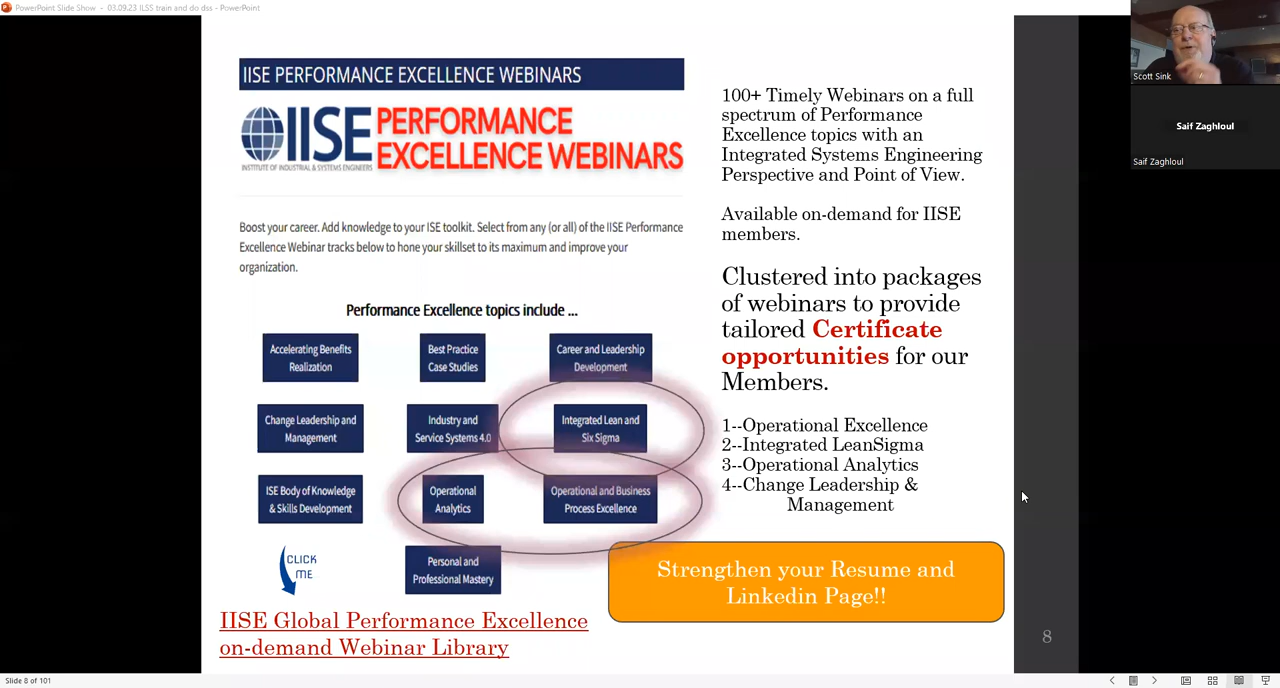 PowerPoint Slide Show - 03.09.23 ILSS train and do dss - PowerPoint
IISE PERFORMANCE EXCELLENCE WEBINARS
IISE
INSTITUTE OF INDUSTRIAL & SYSTEMS ENGINEERS
PERFORMANCE
EXCELLENCE WEBINARS
Boost your career. Add knowledge to your ISE toolkit. Select from any (or all) of the IISE Performance
Excellence Webinar tracks below to hone your skillset to its maximum and improve your
organization.
Performance Excellence topics include ...
Accelerating Benefits
Realization
Best Practice
Case Studies
Career and Leadership
Development
Change Leadership and
Management
Industry and
Service Systems 4.0
Integrated Lean and
Six Sigma
ISE Body of Knowledge
& Skills Development
Operational
Analytics
Operational and Business
Process Excellence
CLICK
ME
Personal and
Professional Mastery
IISE Global Performance Excellence
on-demand Webinar Library
100+ Timely Webinars on a full
spectrum of Performance
Excellence topics with an
Integrated Systems Engineering
Perspective and Point of View.
Available on-demand for IISE
members.
Clustered into packages
of webinars to provide
tailored Certificate
opportunities for our
Members.
1--Operational Excellence
2--Integrated LeanSigma
3--Operational Analytics
4--Change Leadership &
Management
Strengthen your Resume and
Linkedin Page!!
8
Scott Sink
Saif Zaghloul
Saif Zaghloul
Slide 8 of 101